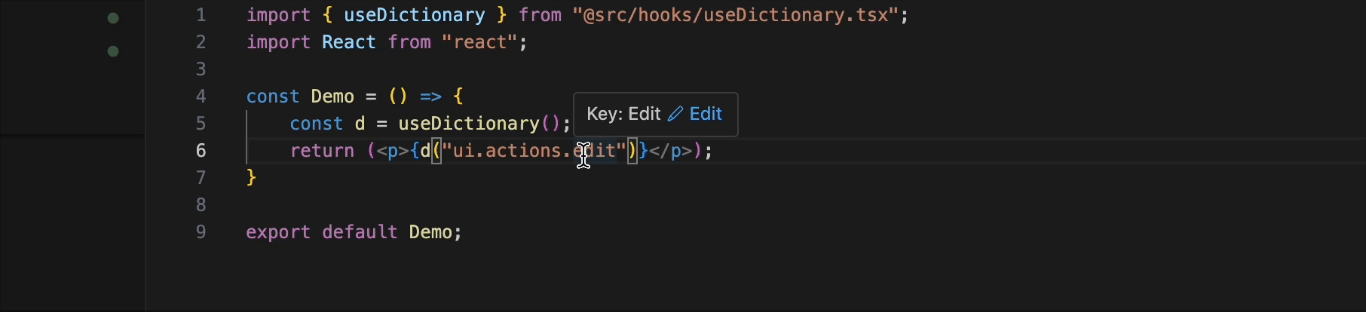 1 import { useDictionary } from "@src/hooks/useDictionary.tsx";
2 import React from "react";
3
4 const Demo = () => {
Key: Edit Edit
5 const d = useDictionary();
6 return (<p>{d("ui.actions.edit")}</p>);
7 }
8
9 export default Demo;